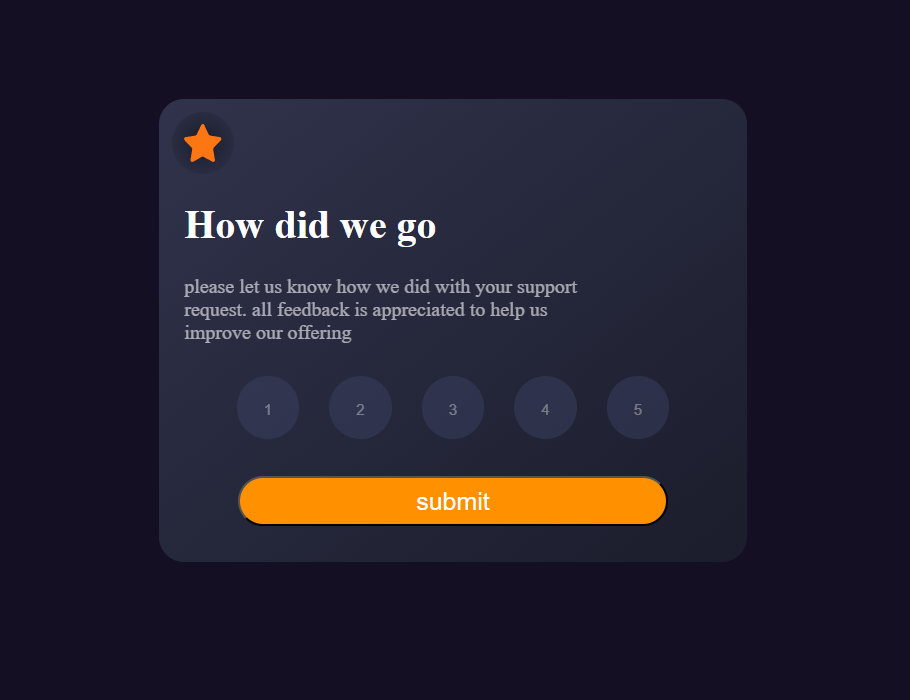 How did we go
please let us know how we did with your support
request. all feedback is appreciated to help us
improve our offering
1 2 3 4 5
submit